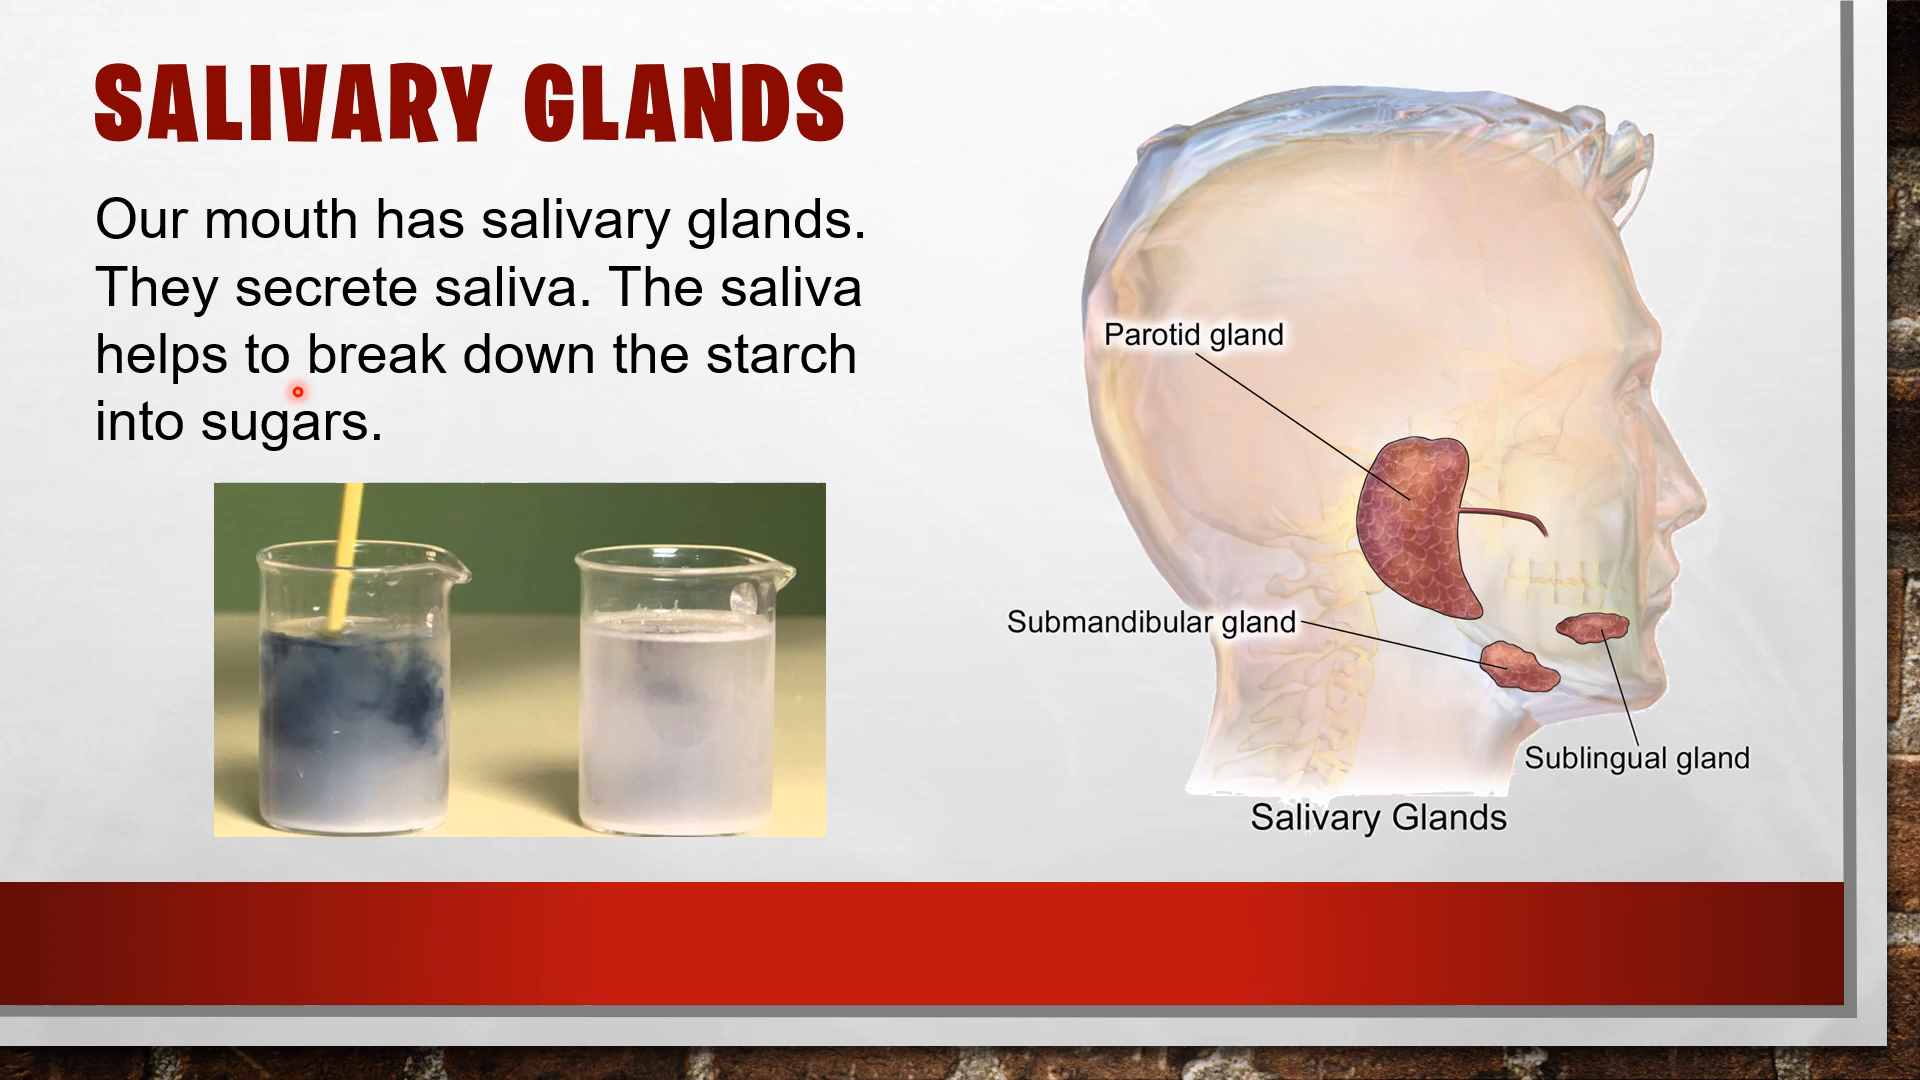 SALIVARY GLANDS
Our mouth has salivary glands.
They secrete saliva. The saliva
helps to break down the starch
into sugars.
Parotid gland
Submandibular gland
Sublingual gland
Salivary Glands